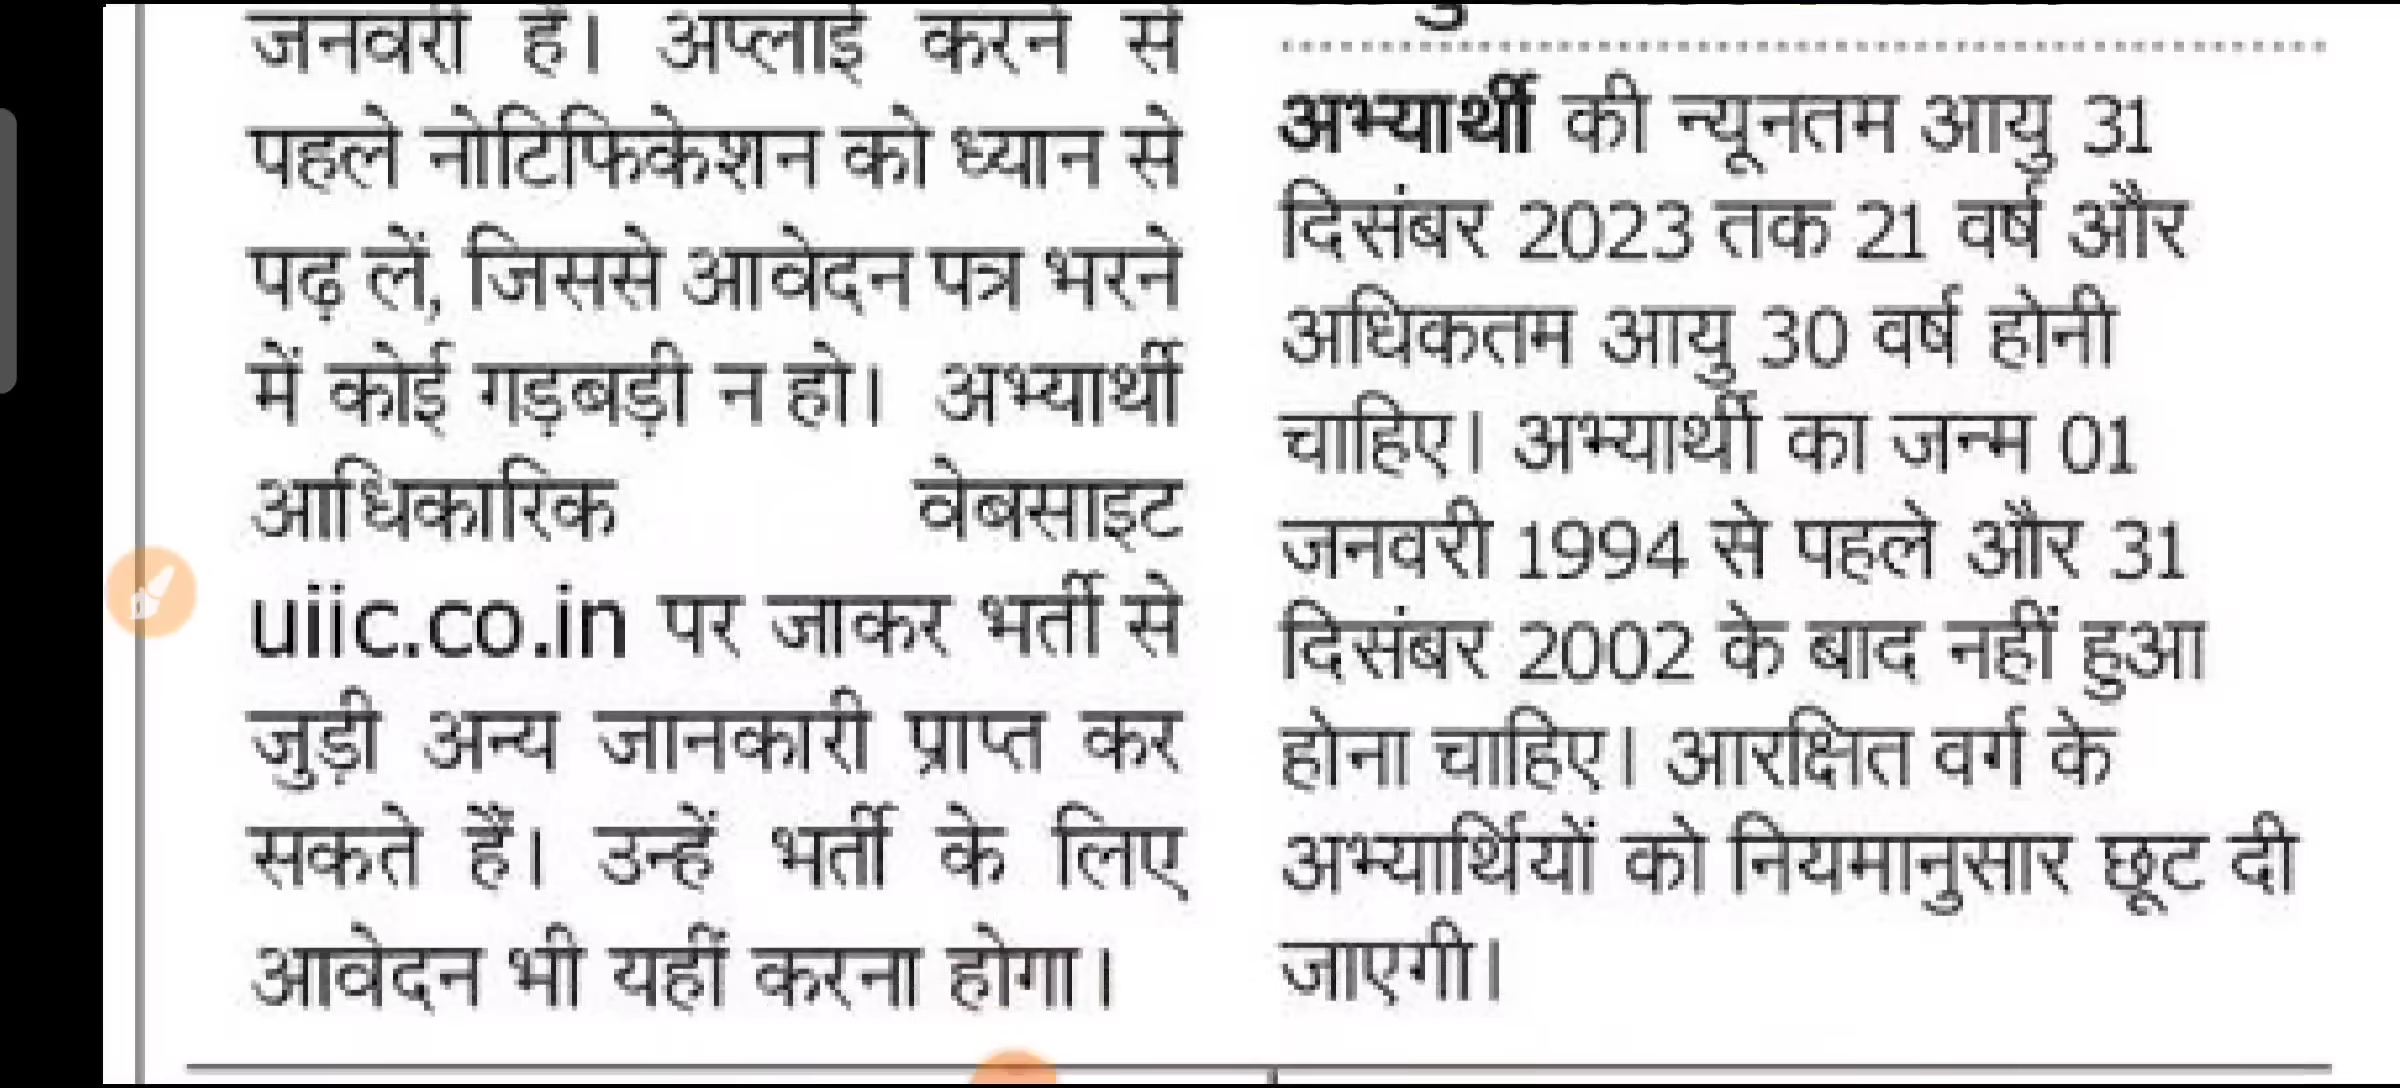 जनवरी है। अप्लाई करने से
पहले नोटिफिकेशन को ध्यान से
पढ़ लें, जिससे आवेदन पत्र भरने
में कोई गड़बड़ी न हो। अभ्यार्थी
आधिकारिक वेबसाइट
uiic.co.in पर जाकर भर्ती से
जुड़ी अन्य जानकारी प्राप्त कर
सकते हैं। उन्हें भर्ती के लिए
आवेदन भी यहीं करना होगा।
अभ्यार्थी की न्यूनतम आयु 31
दिसंबर 2023 तक 21 वर्ष और
अधिकतम आयु 30 वर्ष होनी
चाहिए। अभ्यार्थी का जन्म 01
जनवरी 1994 से पहले और 31
दिसंबर 2002 के बाद नहीं हुआ
होना चाहिए। आरक्षित वर्ग के
अभ्यार्थियों को नियमानुसार छूट दी
जाएगी।